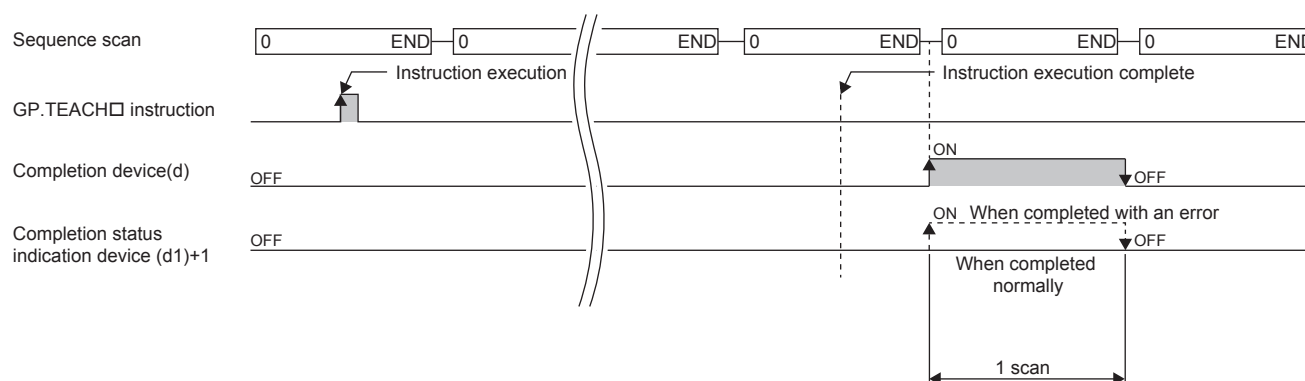 Sequence scan
0 END 0 END 0 END 0 END 0 END
Instruction execution
Instruction execution complete
GP.TEACH□ instruction
Completion device(d)
OFF
ON
OFF
Completion status
indication device (d1)+1
OFF
ON When completed with an error
OFF
When completed
normally
1 scan